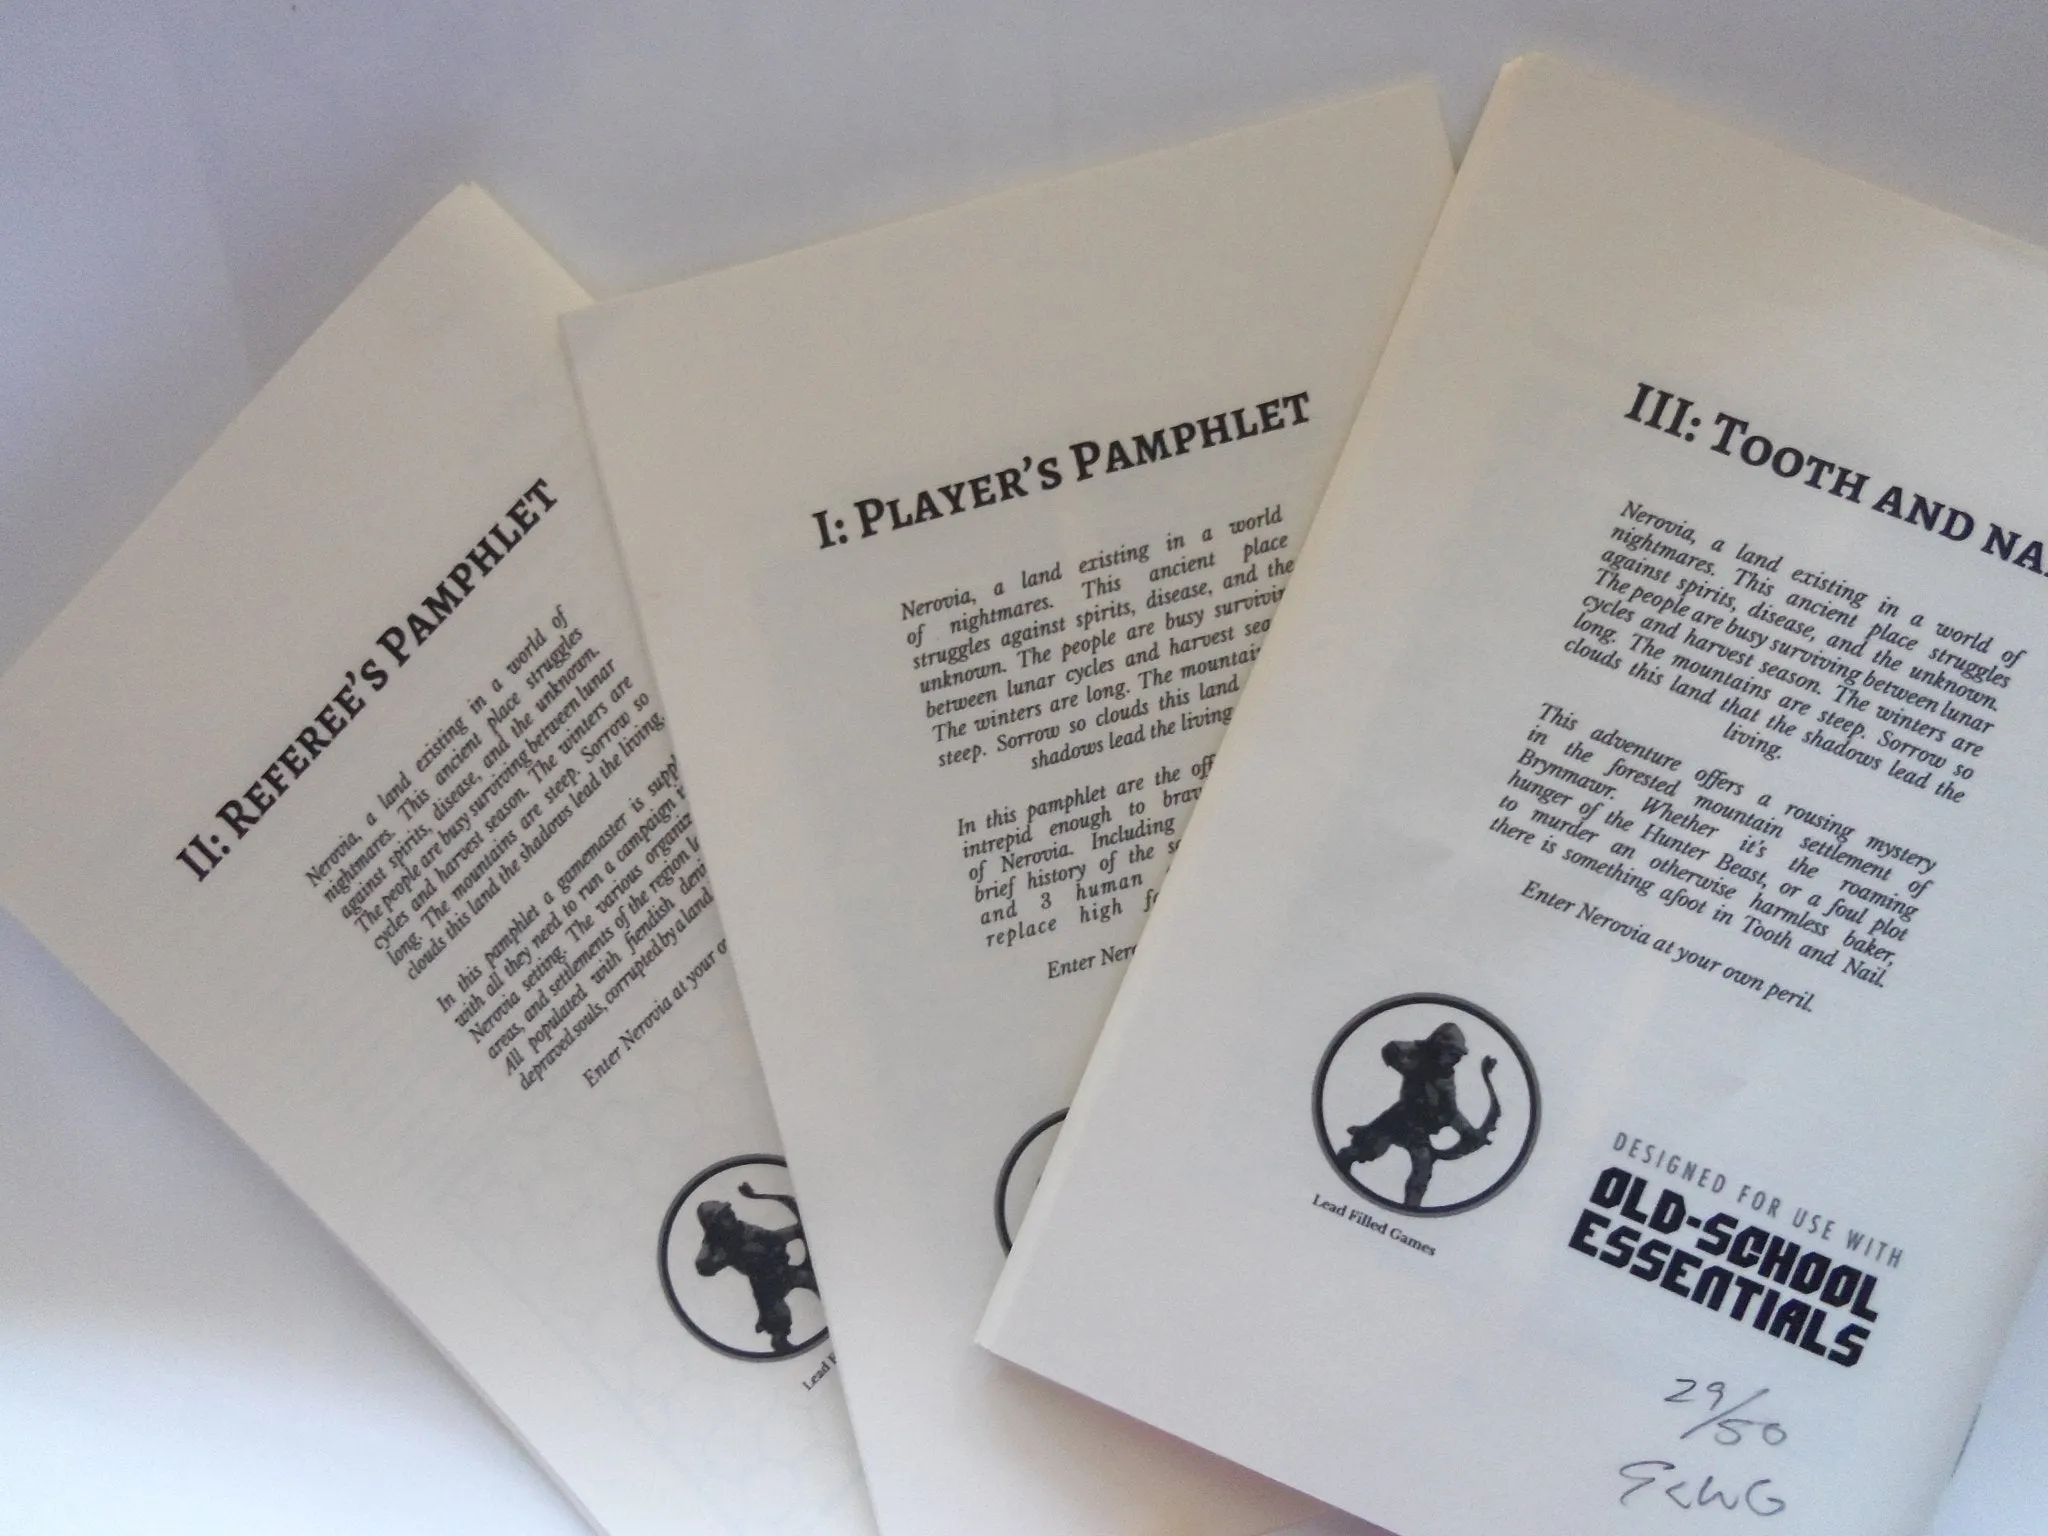 II: Referee's Pamphlet
Nerovia, a land existing in a world of
nightmares. This ancient place struggles
against spirits, disease, and the unknown.
The people are busy surviving between lunar
cycles and harvest season. The winters are
long. The mountains are steep. Sorrow so
clouds this land the shadows lead the living.
In this pamphlet a gamemaster is
with all they need to run a campaign
Nerovia setting. The various
areas, and settlements of the region
All populated with fiendish
depraved souls, corrupted by a land
Enter Nerovia at your
I: Player's Pamphlet
Nerovia, a land existing in a world
of nightmares. This ancient place
struggles against spirits, disease, and the
unknown. The people are busy
between lunar cycles and harvest
The winters are long. The
steep. Sorrow so clouds this land
shadows lead the living
In this pamphlet are the
intrepid enough to
of Nerovia. Including
brief history of the
and 3 human
replace high
Enter
III: Tooth and
Nerovia, a land existing in a world of
nightmares. This ancient place struggles
against spirits, disease, and the unknown.
The people are busy surviving between lunar
cycles and harvest season. The winters are
long. The mountains are steep. Sorrow so
clouds this land that the shadows lead the
living.
This adventure offers a rousing mystery
in the forested mountain settlement of
Brynmawr. Whether it's the roaming
hunger of the Hunter Beast, or a foul plot
to murder an otherwise harmless baker,
there is something afoot in Tooth and Nail.
Enter Nerovia at your own peril.
Lead
Lead Filled Games
DESIGNED FOR USE WITH
OLD-SCHOOL
ESSENTIALS
29/50